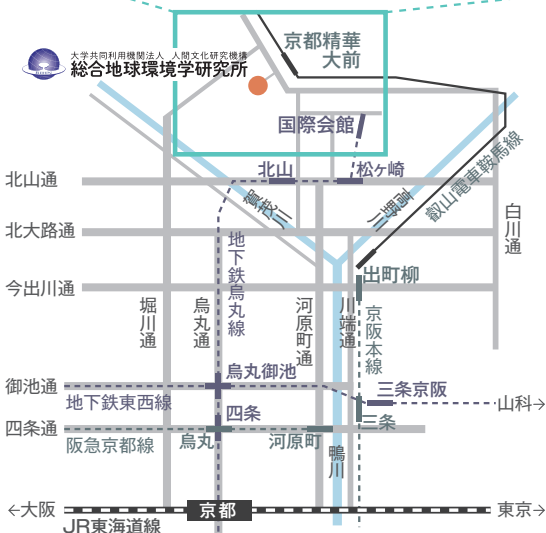 大学共同利用機関法人 人間文化研究機構
総合地球環境学研究所
京都精華
大前
国際会館
北山
松ヶ崎
北山通
賀茂川
高野川
叡山電車鞍馬線
白川通
北大路通
地下鉄烏丸線
出町柳
今出川通
堀川通
烏丸通
河原町通
川端通
京阪本線
烏丸御池
御池通
三条京阪
地下鉄東西線
山科→
四条
三条
四条通
阪急京都線
烏丸
河原町
鴨川
←大阪
京都
東京→
JR東海道線